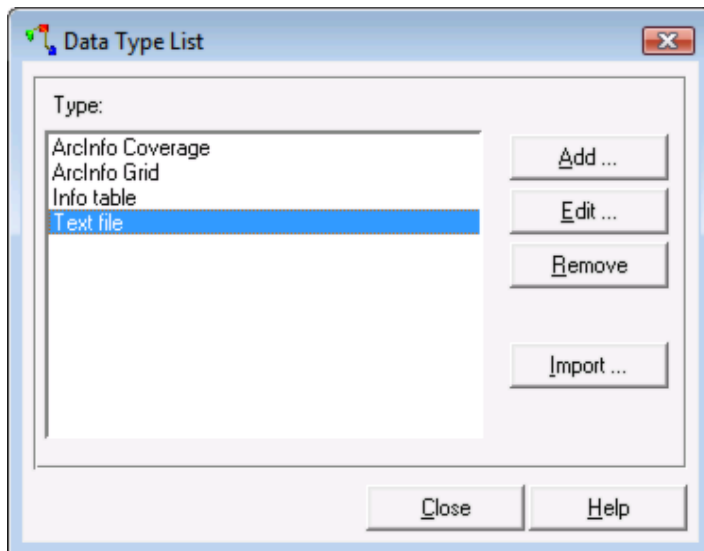 Data Type List
Type:
ArcInfo Coverage
ArcInfo Grid
Info table
Text file
Add ...
Edit ...
Remove
Import ...
Close
Help